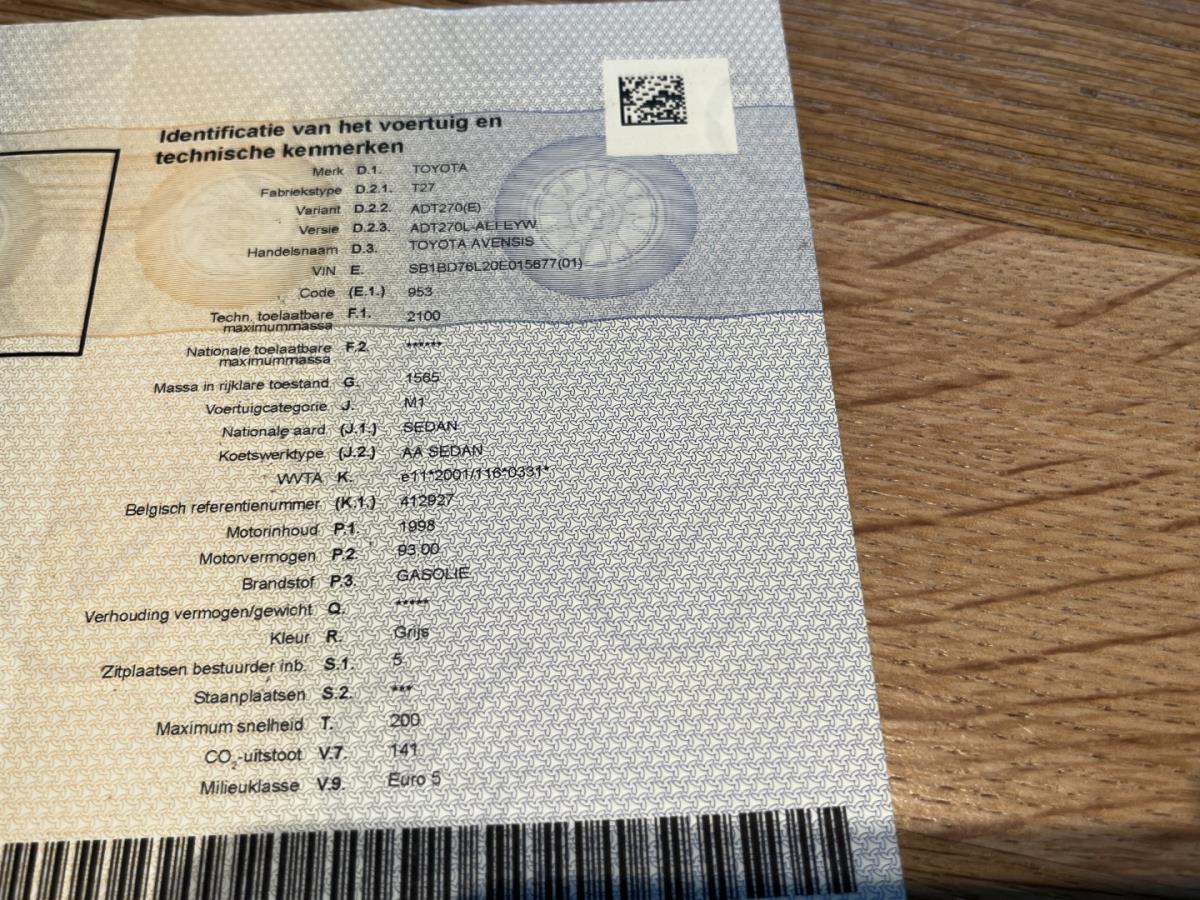 Identificatie van het voertuig en
technische kenmerken
Merk D.1. TOYOTA
Fabriekstype D.2.1. T27
Variant D.2.2. ADT270(E)
Versie D.2.3.
Handelsnaam D.3. TOYOTA AVENSIS
VIN E. SB1BD76L20E015677(01)
Code (E.1.) 953
Techn. toelaatbare F.1. 2100
maximummassa
Nationale toelaatbare F.2. ******
maximummassa
Massa in rijklare toestand G. 1565
Voertuigcategorie J. M1
Nationale aard (J.1.) SEDAN
Koetswerktype (J.2.) AA SEDAN
WVTA K. e11*2001/116*0331*
Belgisch referentienummer (K.1.) 412927
Motorinhoud P.1. 1998
Motorvermogen P.2. 93.00
Brandstof P.3. GASOLIE
Verhouding vermogen/gewicht Q. *****
Kleur R. Grijs
Zitplaatsen bestuurder inb. S.1. 5
Staanplaatsen S.2. ***
Maximum snelheid T. 200
CO₂-uitstoot V.7. 141
Milieuklasse V.9. Euro 5